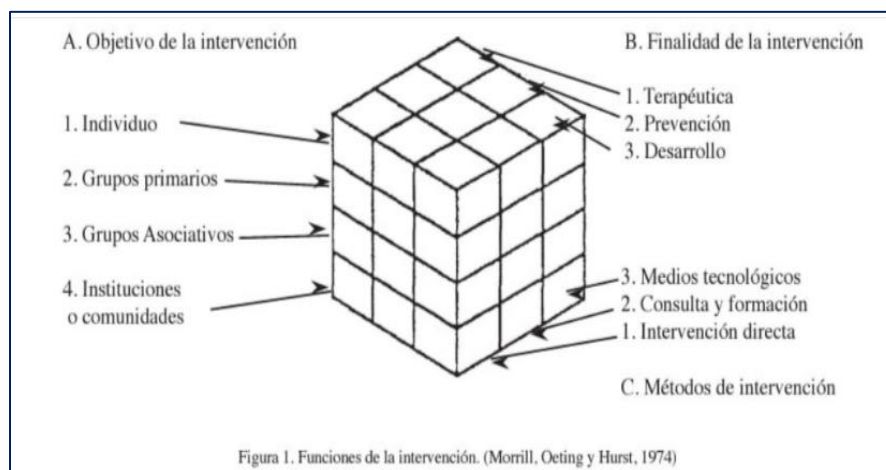 A. Objetivo de la intervención
B. Finalidad de la intervención
1. Individuo
2. Grupos primarios
3. Grupos Asociativos
4. Instituciones
o comunidades
1. Terapéutica
2. Prevención
3. Desarrollo
3. Medios tecnológicos
2. Consulta y formación
1. Intervención directa
C. Métodos de intervención
Figura 1. Funciones de la intervención. (Morrill, Oeting y Hurst, 1974)